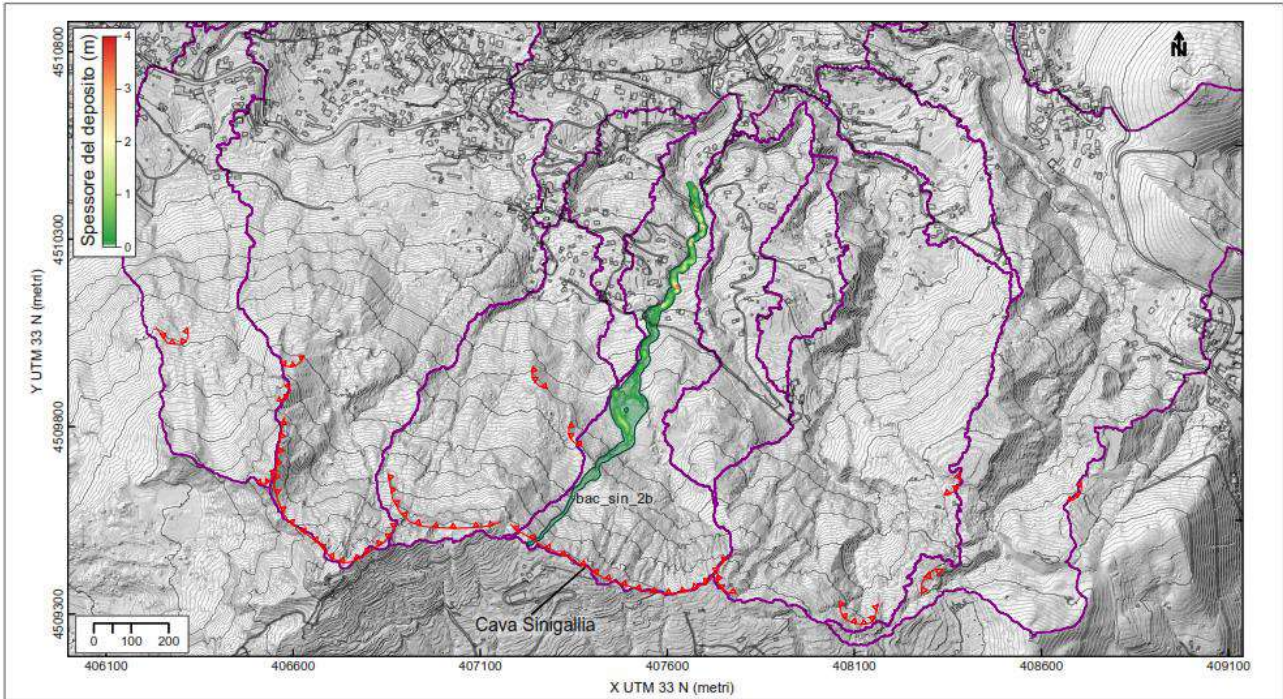 Spessore del deposito (m)
4
3
2
1
0
N
4510800
4510300
4509800
4509300
Y UTM 33 N (metri)
bac_sin_2b
Cava Sinigallia
0 100 200
406100 406600 407100 407600 408100 408600 409100
X UTM 33 N (metri)